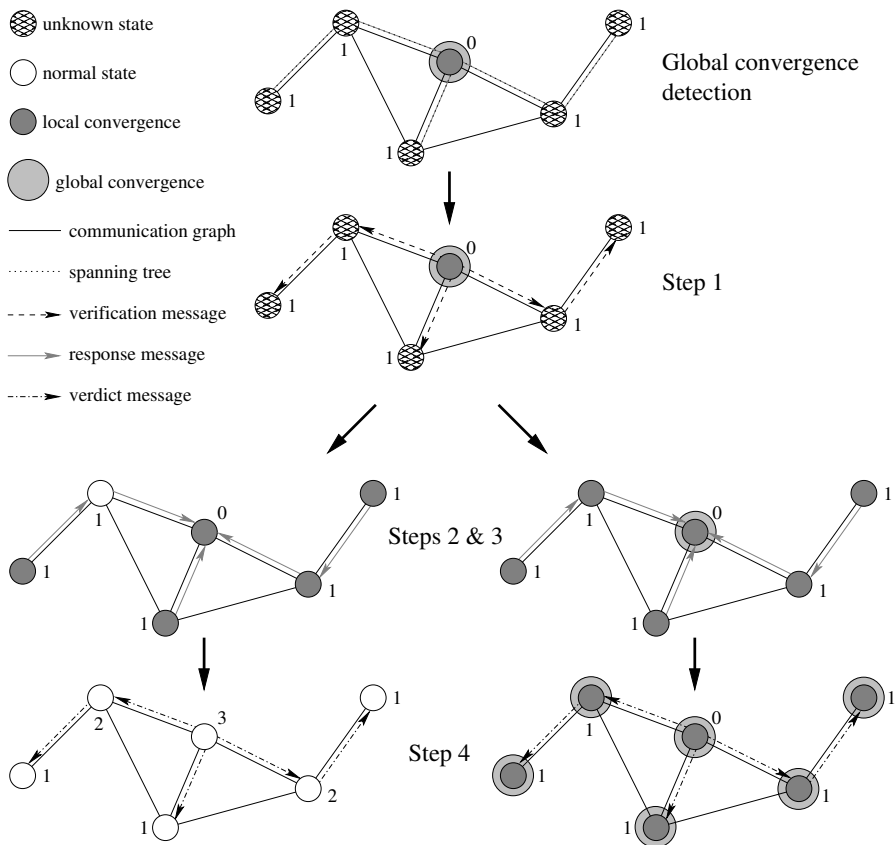 unknown state
normal state
local convergence
global convergence
communication graph
spanning tree
verification message
response message
verdict message
1
0
1
1
1
1
Global convergence
detection
1
0
1
1
1
1
Step 1
1
1
0
1
1
1
Steps 2 & 3
1
1
0
1
1
1
1
2
3
1
2
1
Step 4
1
1
0
1
1
1